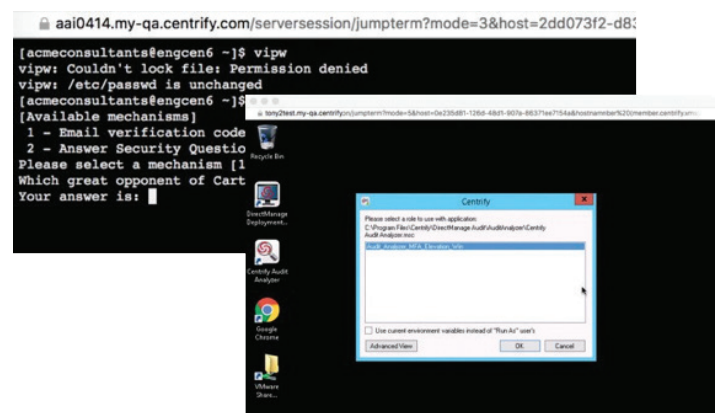 aai0414.my-qa.centrify.com/serversession/jumpterm?mode=3&host=2dd073f2-d83
[acmeconsultants@engcen6 ~]$ vipw
vipw: Couldn't lock file: Permission denied
vipw: /etc/passwd is unchanged
[acmeconsultants@engcen6 ~]$
[Available mechanisms]
1 - Email verification code
2 - Answer Security Questio
Please select a mechanism [1
Which great opponent of Cart
Your answer is:
tony2test.my-qa.centrify
Recycle Bin
DirectManage
Deployment...
Centrify Audit
Analyzer
Google
Chrome
VMware
Share...
Centrify
Please select a role to use with application.
C:\Program Files\Centrify\DirectManage Audit\AuditAnalyzer\Centrify
Audit Analyzer.msc
Use current environment variables instead of "Run As" user's
Advanced View
OK
Cancel